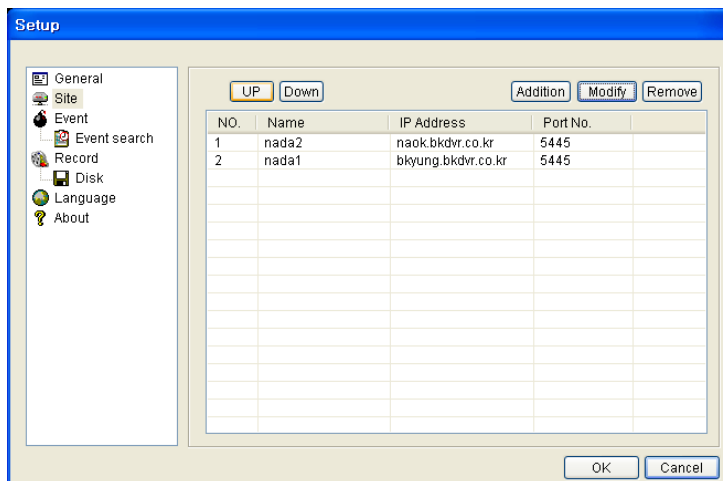 Setup
General
Site
Event
Event search
Record
Disk
Language
About
UP Down Addition Modify Remove
NO. Name IP Address Port No.
1 nada2 naok.bkdvr.co.kr 5445
2 nada1 bkyung.bkdvr.co.kr 5445
OK Cancel